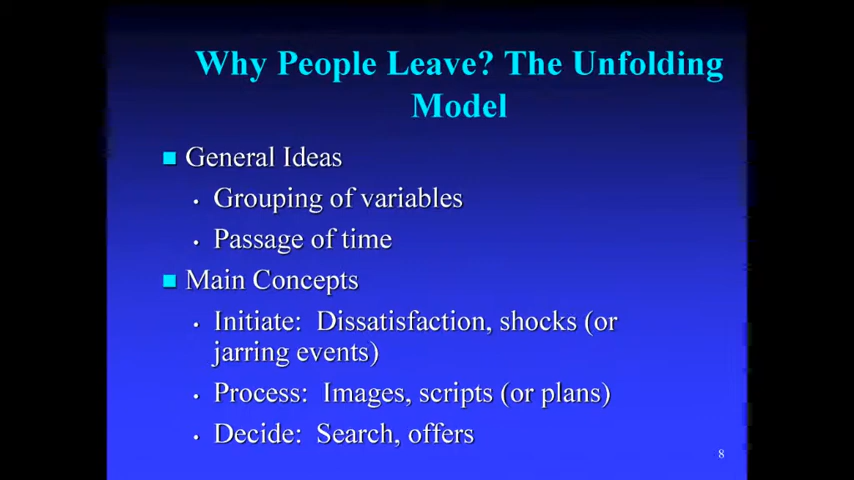 Why People Leave? The Unfolding
Model
General Ideas
Grouping of variables
Passage of time
Main Concepts
Initiate: Dissatisfaction, shocks (or
jarring events)
Process: Images, scripts (or plans)
Decide: Search, offers
8